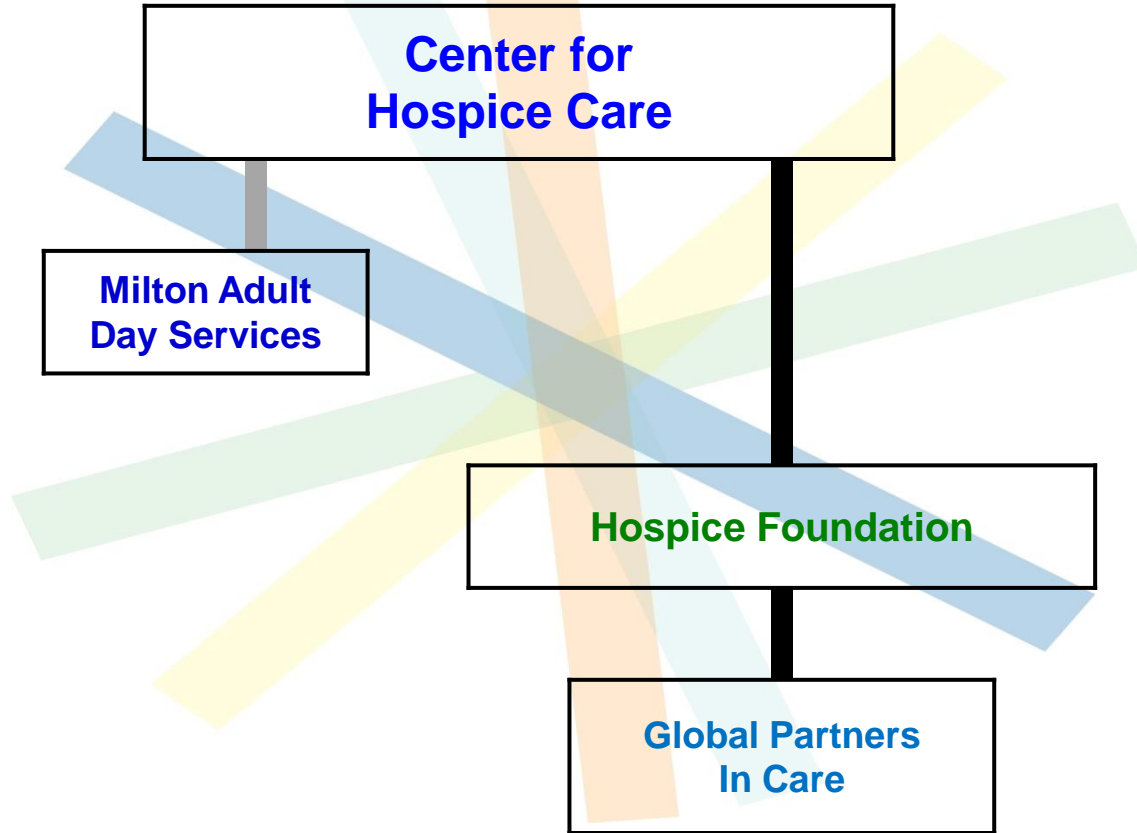 Center for
Hospice Care
Milton Adult
Day Services
Hospice Foundation
Global Partners
In Care